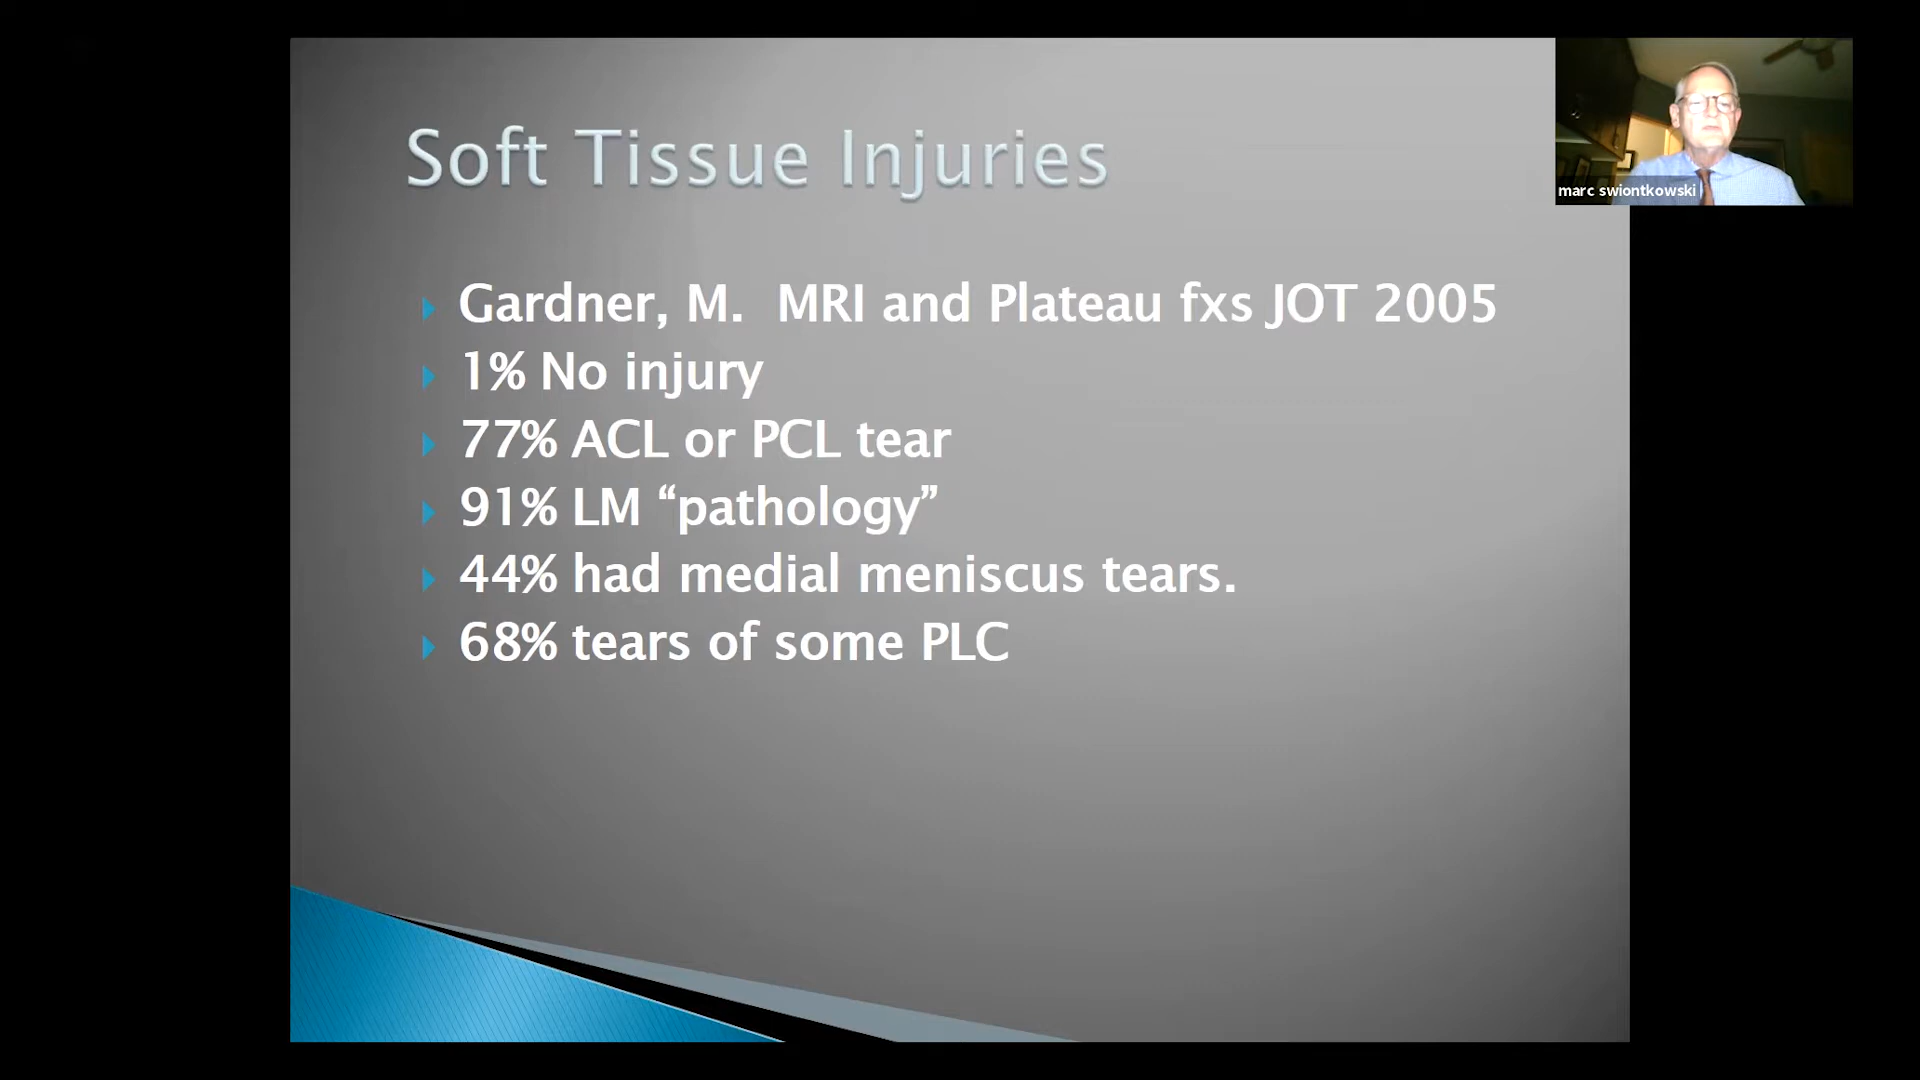 Soft Tissue Injuries
marc swiontkowski
Gardner, M. MRI and Plateau fxs JOT 2005
1% No injury
77% ACL or PCL tear
91% LM “pathology”
44% had medial meniscus tears.
68% tears of some PLC